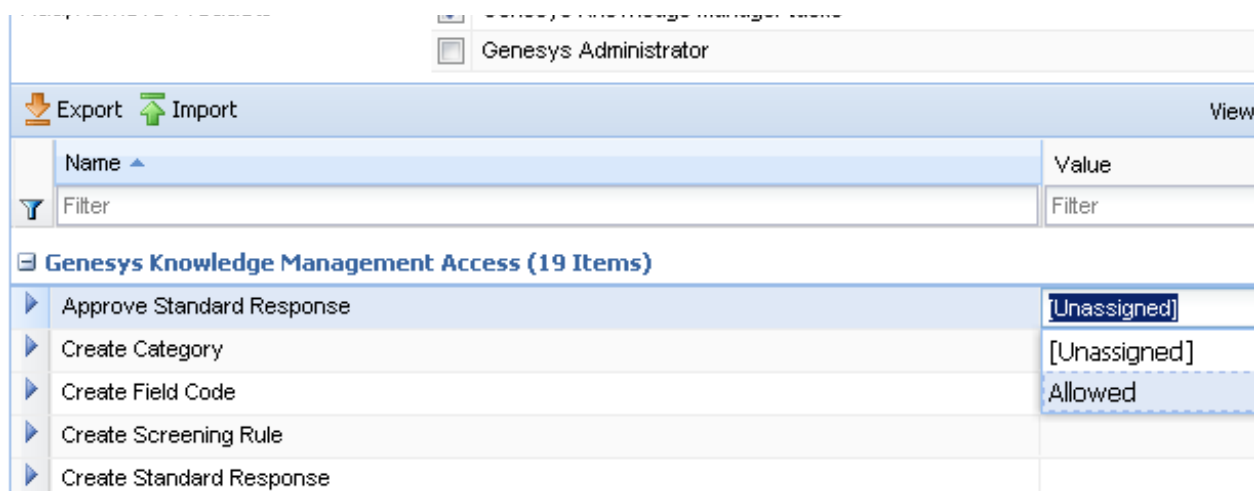 Genesys Administrator
Export Import View
Name Value
Filter Filter
Genesys Knowledge Management Access (19 Items)
Approve Standard Response [Unassigned]
Create Category [Unassigned]
Create Field Code Allowed
Create Screening Rule
Create Standard Response